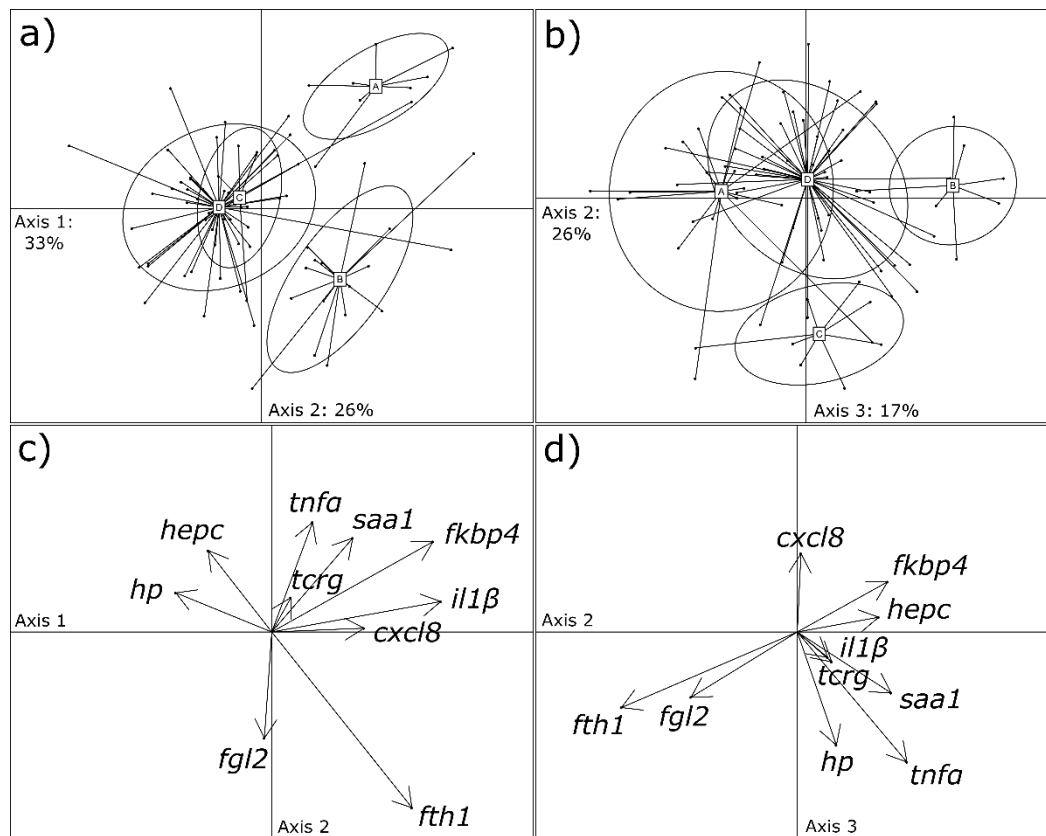 a)
A
C
D
B
Axis 1:
33%
Axis 2: 26%
b)
A
D
B
C
Axis 2:
26%
Axis 3: 17%
c)
tnfα
saa1
hepc
fkbp4
hp
tcrg
il1β
Axis 1
cxcl8
fgl2
fth1
Axis 2
d)
cxcl8
fkbp4
hepc
Axis 2
il1β
tcrg
saa1
fth1
fgl2
hp
tnfα
Axis 3